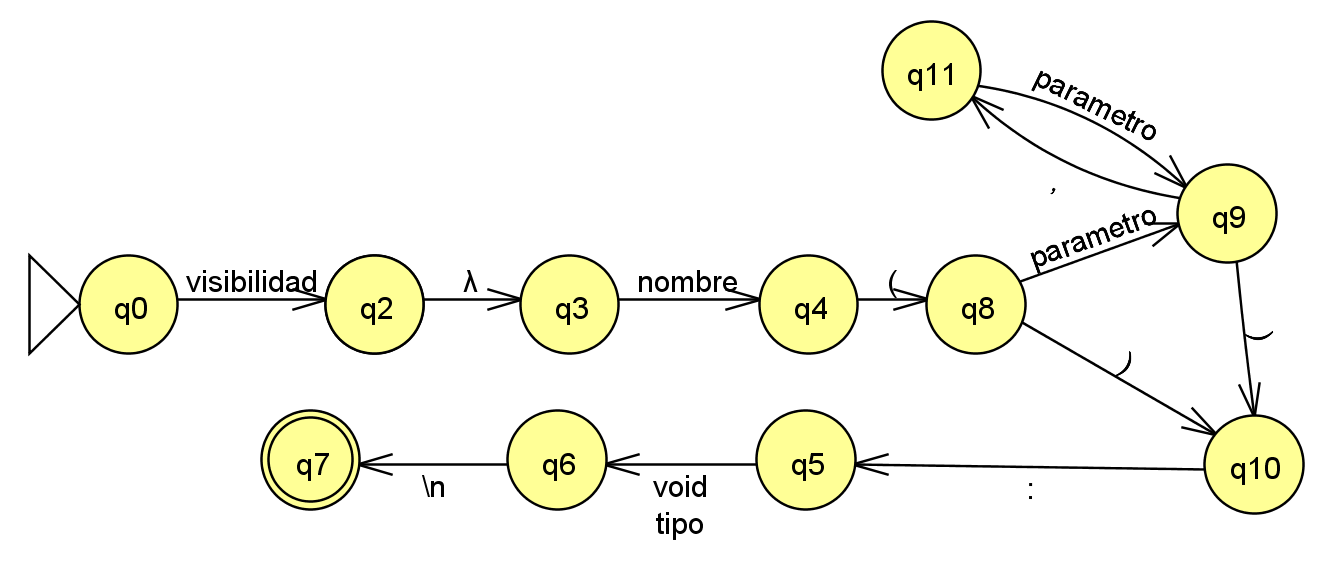 q11
parametro
,
q9
parametro
q0
visibilidad
q2
λ
q3
nombre
q4
(
q8
)
)
q7
\n
q6
void
tipo
q5
:
q10